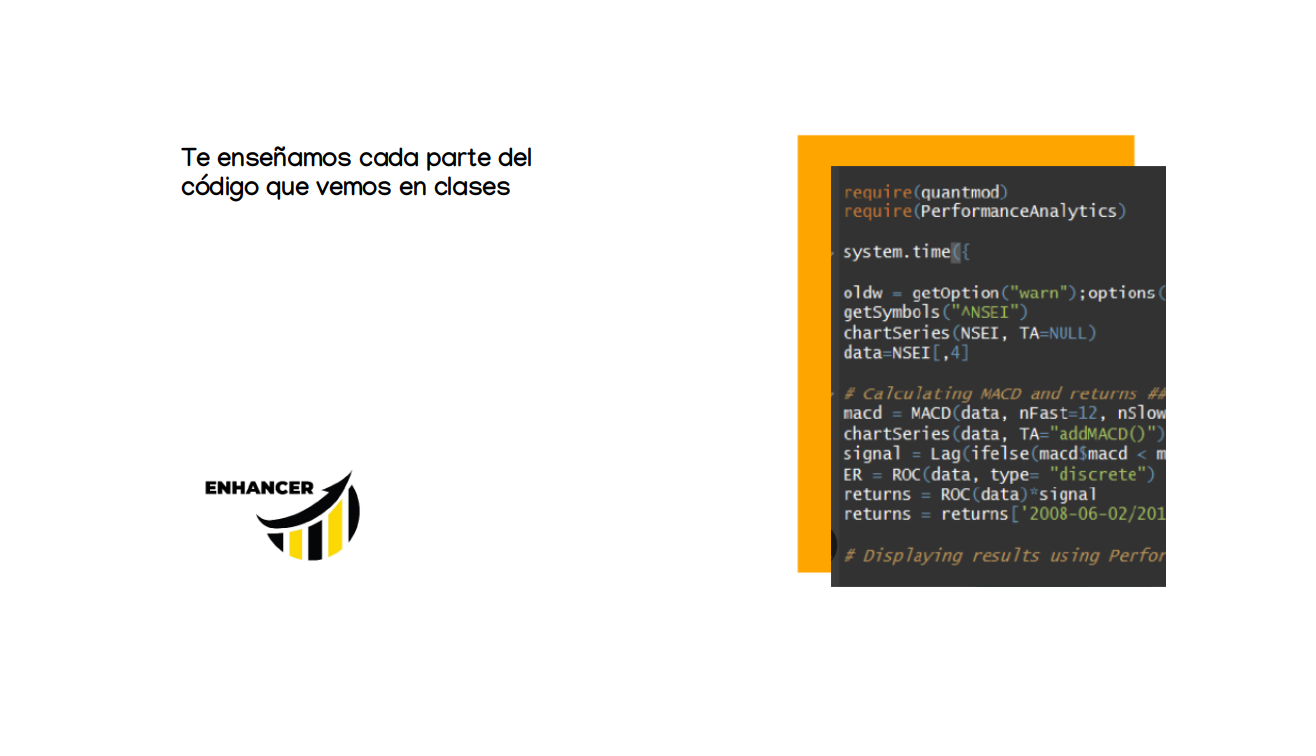 Te enseñamos cada parte del
código que vemos en clases
ENHANCER
require(quantmod)
require(PerformanceAnalytics)
system.time({
oldw = getOption("warn");options(
getSymbols("^NSEI")
chartSeries(NSEI, TA=NULL)
data=NSEI[,4]
# Calculating MACD and returns ##
macd = MACD(data, nFast=12, nSlow
chartSeries(data, TA="addMACD()")
signal = Lag(ifelse(macd$macd < m
ER = ROC(data, type= "discrete")
returns = ROC(data)*signal
returns = returns['2008-06-02/201
# Displaying results using Perfor